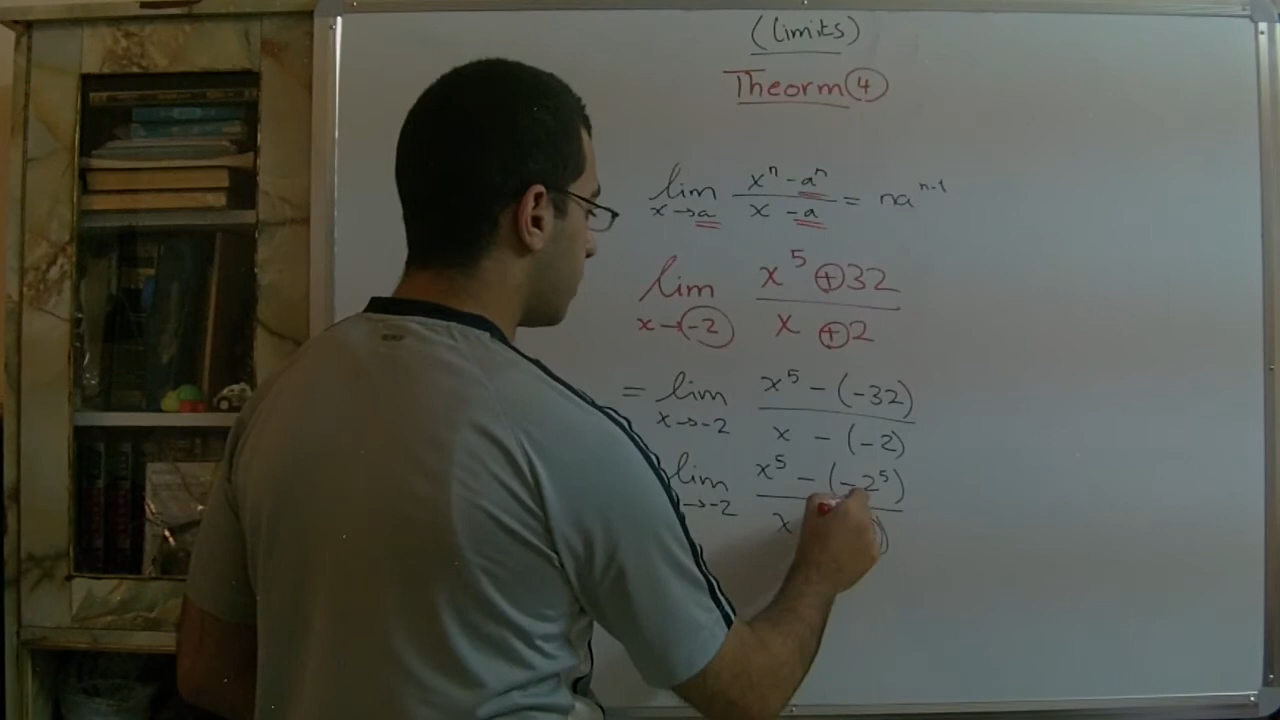 (limits)
Theorm ④
lim x→a (xⁿ - aⁿ)/(x - a) = naⁿ⁻¹
lim x→-2 (x⁵ + 32)/(x + 2)
= lim x→-2 (x⁵ - (-32))/(x - (-2))
lim →-2 (x⁵ - (-2⁵))/(x )